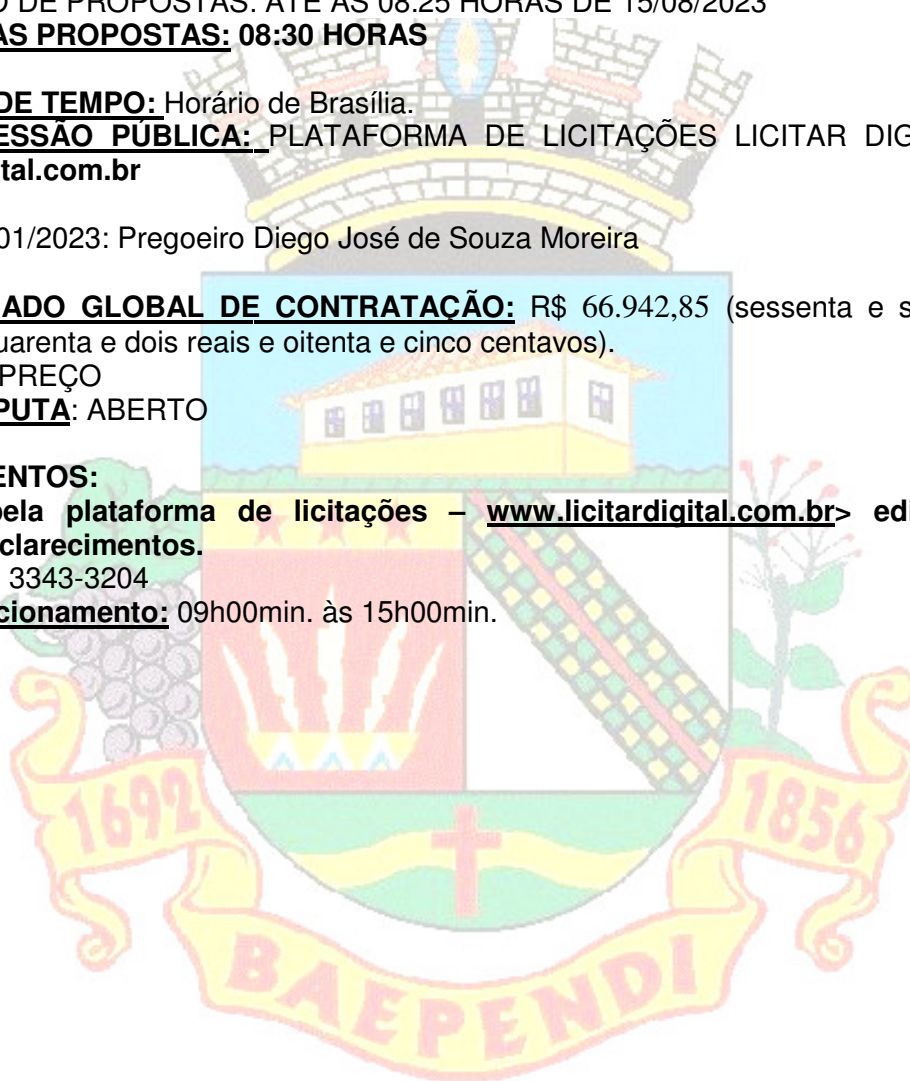 O DE PROPOSTAS: ATÉ AS 08:25 HORAS DE 15/08/2023
AS PROPOSTAS: 08:30 HORAS
DE TEMPO: Horário de Brasília.
ESSÃO PÚBLICA: PLATAFORMA DE LICITAÇÕES LICITAR DIG
tal.com.br
01/2023: Pregoeiro Diego José de Souza Moreira
ADO GLOBAL DE CONTRATAÇÃO: R$ 66.942,85 (sessenta e s
uarenta e dois reais e oitenta e cinco centavos).
PREÇO
PUTA: ABERTO
ENTOS:
pela plataforma de licitações – www.licitardigital.com.br> edi
clarecimentos.
3343-3204
cionamento: 09h00min. às 15h00min.
1692
1856
BAEPENDI